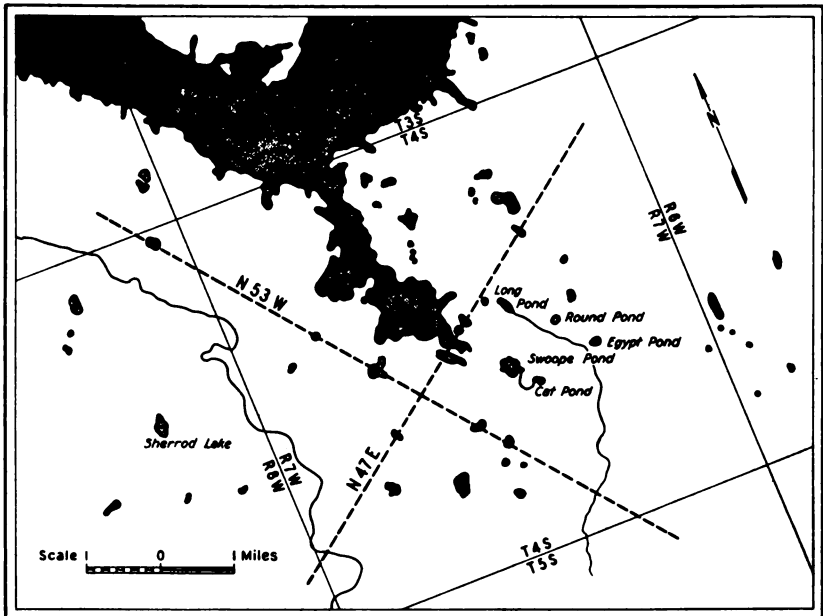 T3S
T4S
N
R6W
R7W
N 53 W
Long
Pond
Round Pond
Egypt Pond
Swoope Pond
Cat Pond
Sherrod Lake
N 47 E
R7W
R8W
T4S
T5S
Scale 1 0 1 Miles